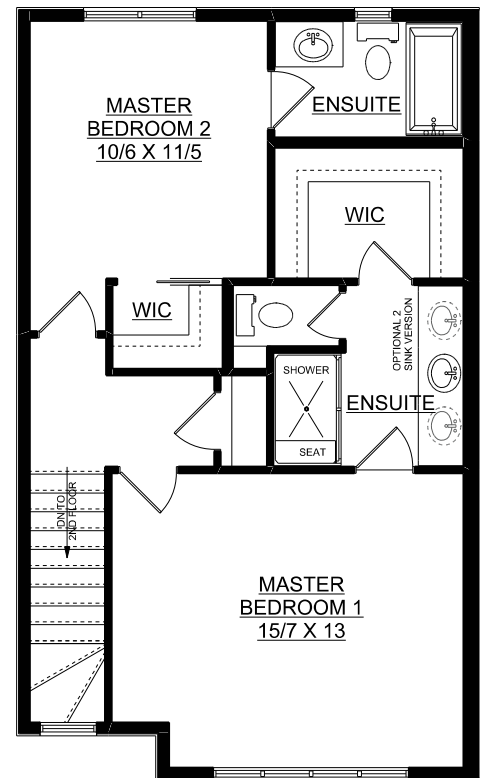 MASTER
BEDROOM 2
10/6 X 11/5
ENSUITE
WIC
WIC
OPTIONAL 2
SINK VERSION
SHOWER
SEAT
ENSUITE
DN TO
2ND FLOOR
MASTER
BEDROOM 1
15/7 X 13